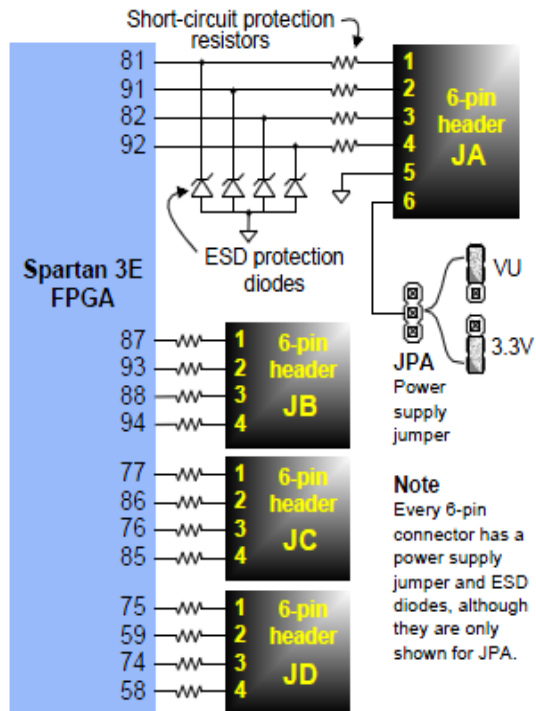 Short-circuit protection
resistors
81
91
82
92
1
2
3
4
5
6
6-pin
header
JA
ESD protection
diodes
Spartan 3E
FPGA
VU
3.3V
JPA
Power
supply
jumper
87
93
88
94
1
2
3
4
6-pin
header
JB
77
86
76
85
1
2
3
4
6-pin
header
JC
75
59
74
58
1
2
3
4
6-pin
header
JD
Note
Every 6-pin
connector has a
power supply
jumper and ESD
diodes, although
they are only
shown for JPA.